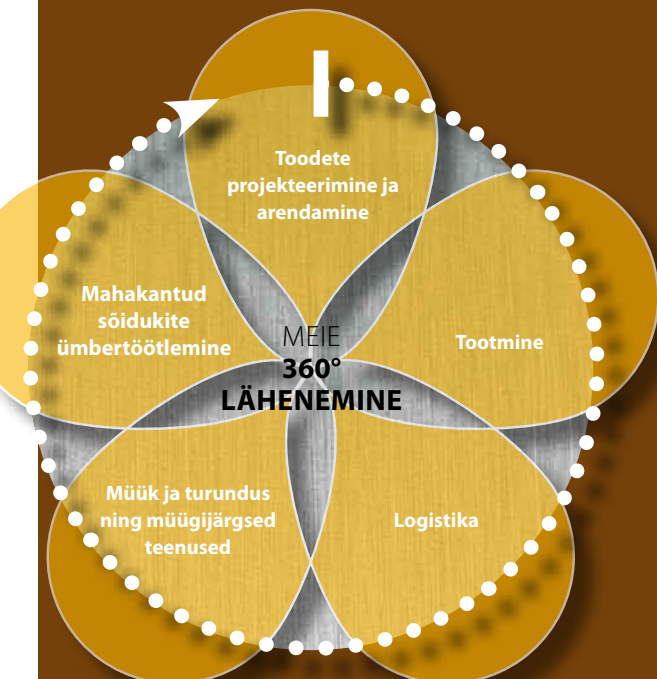 Toodete
projekteerimine ja
arendamine
Tootmine
Logistika
Müük ja turundus
ning müügijärgsed
teenused
Mahakantud
sõidukite
ümbertöötlemine
MEIE
360°
LÄHENEMINE